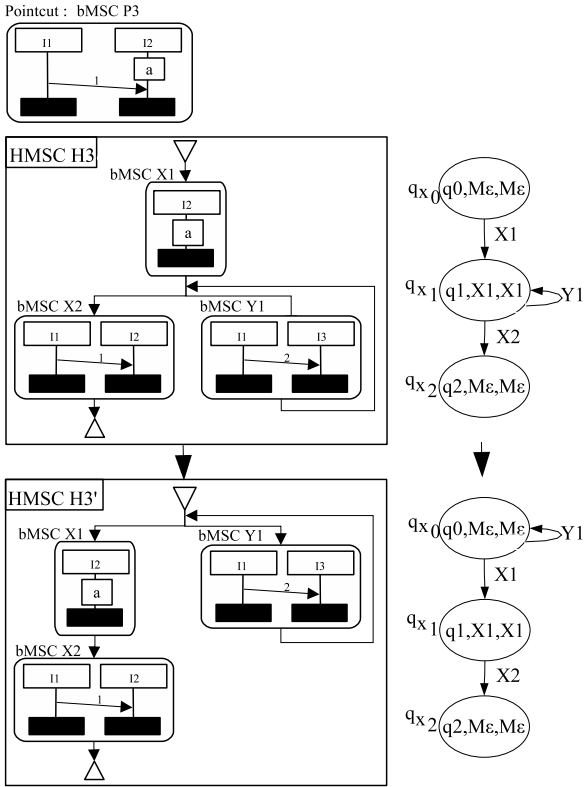 Pointcut : bMSC P3
I1 I2
a
1
HMSC H3
bMSC X1
I2
a
bMSC X2 bMSC Y1
I1 I2 I1 I3
1 2
qx0 q0,Mε,Mε
X1
qx1 q1,X1,X1 Y1
X2
qx2 q2,Mε,Mε
HMSC H3'
bMSC X1 bMSC Y1
I2 I1 I3
a 2
bMSC X2
I1 I2
1
qx0 q0,Mε,Mε Y1
X1
qx1 q1,X1,X1
X2
qx2 q2,Mε,Mε